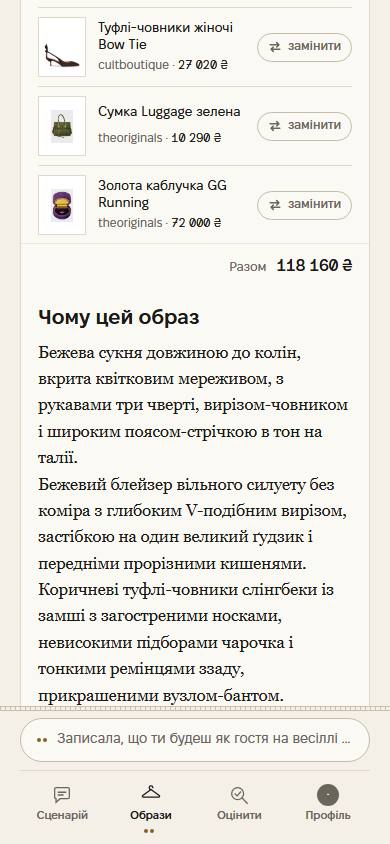 Туфлі-човники жіночі
Bow Tie
cultboutique · 27 020 ₴
замінити
Сумка Luggage зелена
theoriginals · 10 290 ₴
замінити
Золота каблучка GG
Running
theoriginals · 72 000 ₴
замінити
Разом 118 160 ₴
Чому цей образ
Бежева сукня довжиною до колін,
вкрита квітковим мереживом, з
рукавами три чверті, вирізом-човником
і широким поясом-стрічкою в тон на
талії.
Бежевий блейзер вільного силуету без
коміра з глибоким V-подібним вирізом,
застібкою на один великий ґудзик і
передніми прорізними кишенями.
Коричневі туфлі-човники слінгбеки із
замші з загостреними носками,
невисокими підборами чарочка і
тонкими ремінцями ззаду,
прикрашеними вузлом-бантом.
Записала, що ти будеш як гостя на весіллі ...
Сценарій
Образи
Оцінити
Профіль